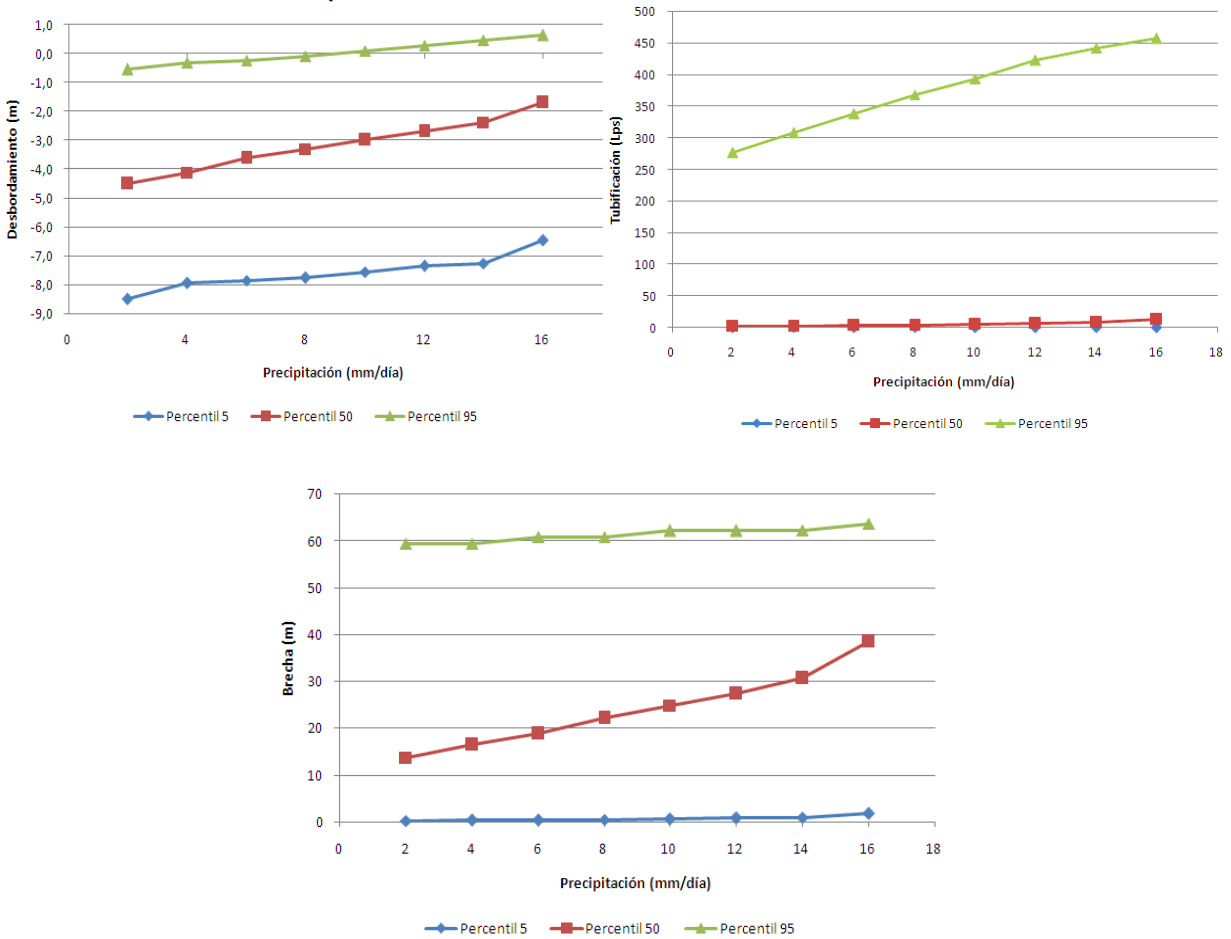 1,0
0,0
-1,0
-2,0
-3,0
-4,0
-5,0
-6,0
-7,0
-8,0
-9,0
Desbordamiento (m)
0 4 8 12 16
Precipitación (mm/día)
Percentil 5 Percentil 50 Percentil 95
500
450
400
350
300
250
200
150
100
50
0
Tubificación (Lps)
0 2 4 6 8 10 12 14 16 18
Precipitación (mm/día)
Percentil 5 Percentil 50 Percentil 95
70
60
50
40
30
20
10
0
Brecha (m)
0 2 4 6 8 10 12 14 16 18
Precipitación (mm/día)
Percentil 5 Percentil 50 Percentil 95